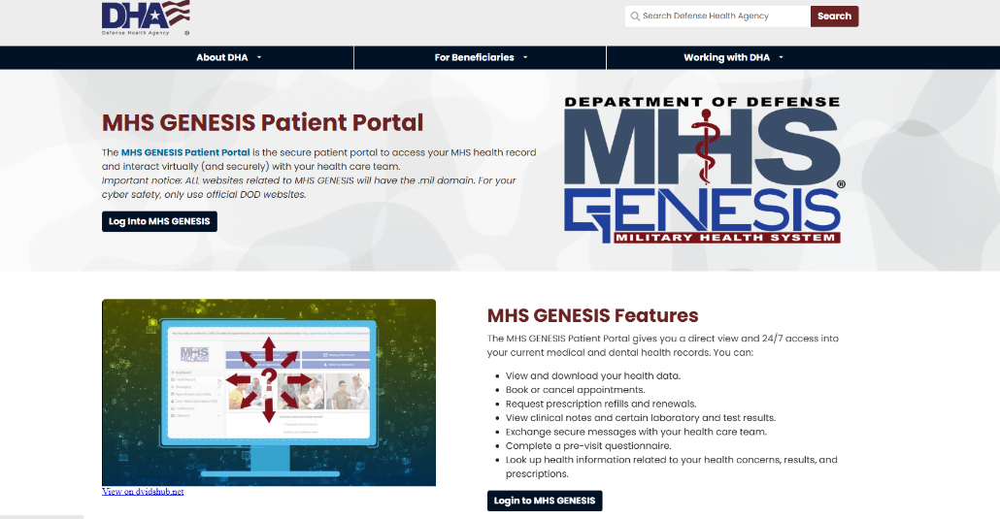 DHA
Defense Health Agency ®
Search Defense Health Agency
Search
About DHA
For Beneficiaries
Working with DHA
MHS GENESIS Patient Portal
The MHS GENESIS Patient Portal is the secure patient portal to access your MHS health record
and interact virtually (and securely) with your health care team.
Important notice: ALL websites related to MHS GENESIS will have the .mil domain. For your
cyber safety, only use official DOD websites.
Log Into MHS GENESIS
DEPARTMENT OF DEFENSE
MHS
®
GENESIS
MILITARY HEALTH SYSTEM
MHS
GENESIS
?
View on dvidshub.net
MHS GENESIS Features
The MHS GENESIS Patient Portal gives you a direct view and 24/7 access into
your current medical and dental health records. You can:
• View and download your health data.
• Book or cancel appointments.
• Request prescription refills and renewals.
• View clinical notes and certain laboratory and test results.
• Exchange secure messages with your health care team.
• Complete a pre-visit questionnaire.
• Look up health information related to your health concerns, results, and
prescriptions.
Login to MHS GENESIS